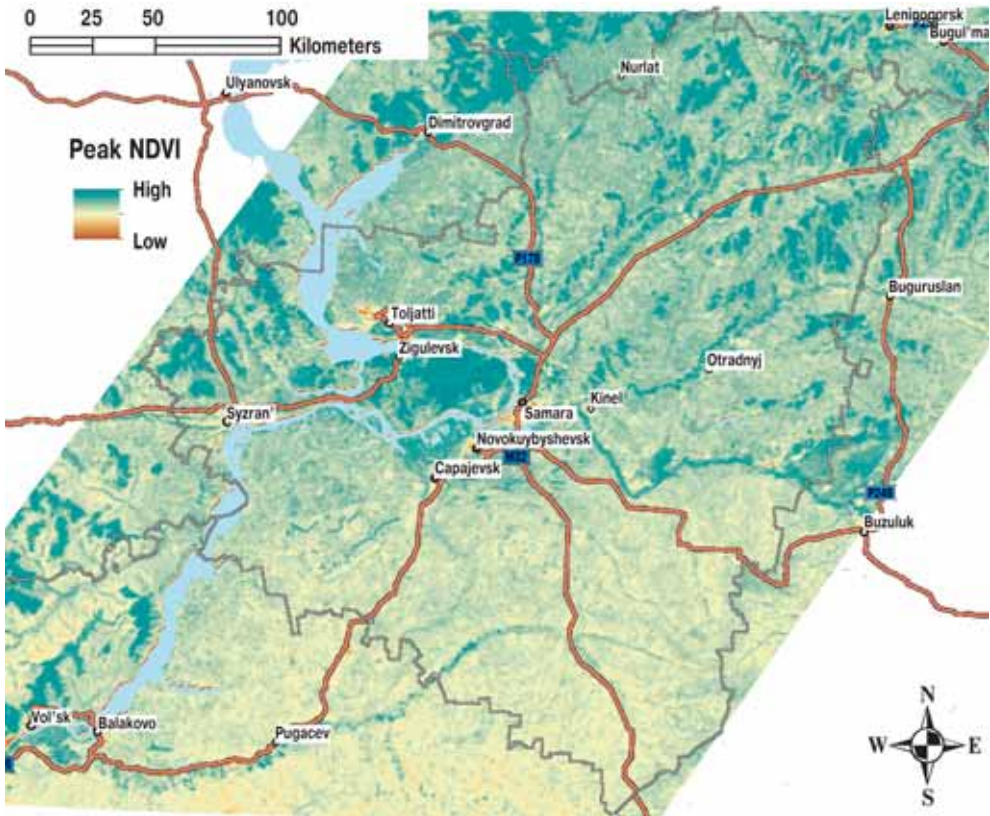 0 25 50 100
Kilometers
Leninogorsk
Bugul'ma
Nurlat
Ulyanovsk
Dimitrovgrad
Peak NDVI
High
Low
P178
Buguruslan
Toljatti
Zigulevsk
Otradnyj
Kinel
Samara
Syzran'
Novokuybyshevsk
M32
Capajevsk
P246
Buzuluk
Vol'sk
Balakovo
Pugacev
N
W E
S